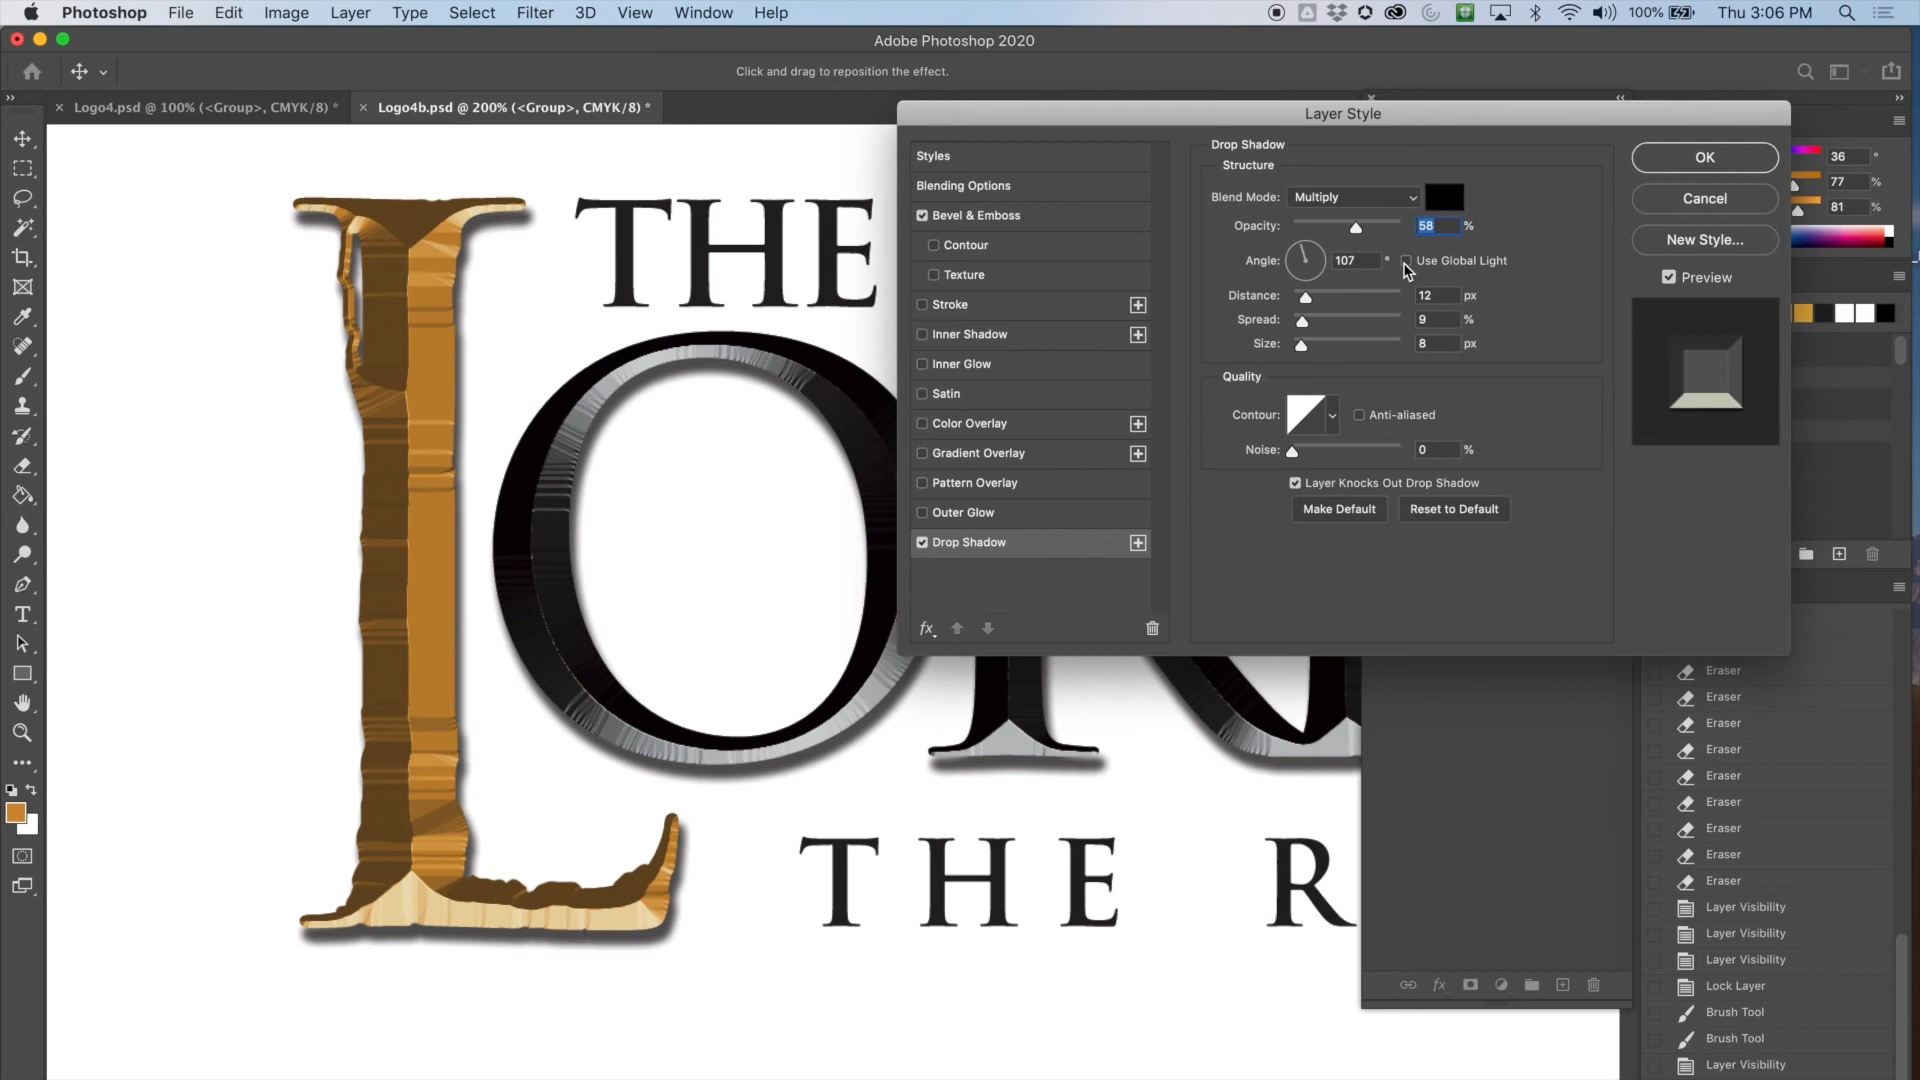 Photoshop File Edit Image Layer Type Select Filter 3D View Window Help 100% Thu 3:06 PM
Adobe Photoshop 2020
Click and drag to reposition the effect.
Logo4.psd @ 100% (<Group>, CMYK/8) * Logo4b.psd @ 200% (<Group>, CMYK/8) *
Layer Style
Styles
Blending Options
Bevel & Emboss
Contour
Texture
Stroke
Inner Shadow
Inner Glow
Satin
Color Overlay
Gradient Overlay
Pattern Overlay
Outer Glow
Drop Shadow
fx
Drop Shadow
Structure
Blend Mode: Multiply
Opacity: 58 %
Angle: 107 ° Use Global Light
Distance: 12 px
Spread: 9 %
Size: 8 px
Quality
Contour: Anti-aliased
Noise: 0 %
Layer Knocks Out Drop Shadow
Make Default Reset to Default
OK
Cancel
New Style...
Preview
36 °
77 %
81 %
THE
LOR
THE R
Eraser
Eraser
Eraser
Eraser
Eraser
Eraser
Eraser
Eraser
Eraser
Layer Visibility
Layer Visibility
Layer Visibility
Lock Layer
Brush Tool
Brush Tool
Layer Visibility
fx